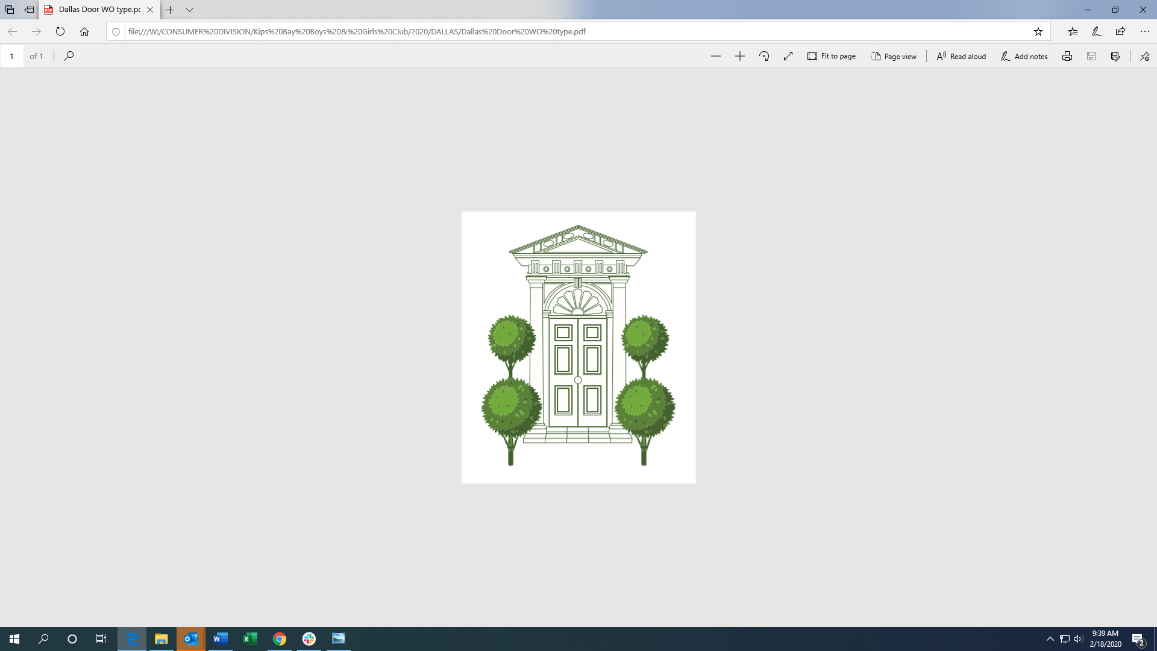 Dallas Door WO type.pc
file:///W:/CONSUMER%20DIVISION/Kips%20Bay%20Boys%20&%20Girls%20Club/2020/DALLAS/Dallas%20Door%20WO%20type.pdf
1 of 1 Fit to page Page view Read aloud Add notes
9:39 AM
2/18/2020
2